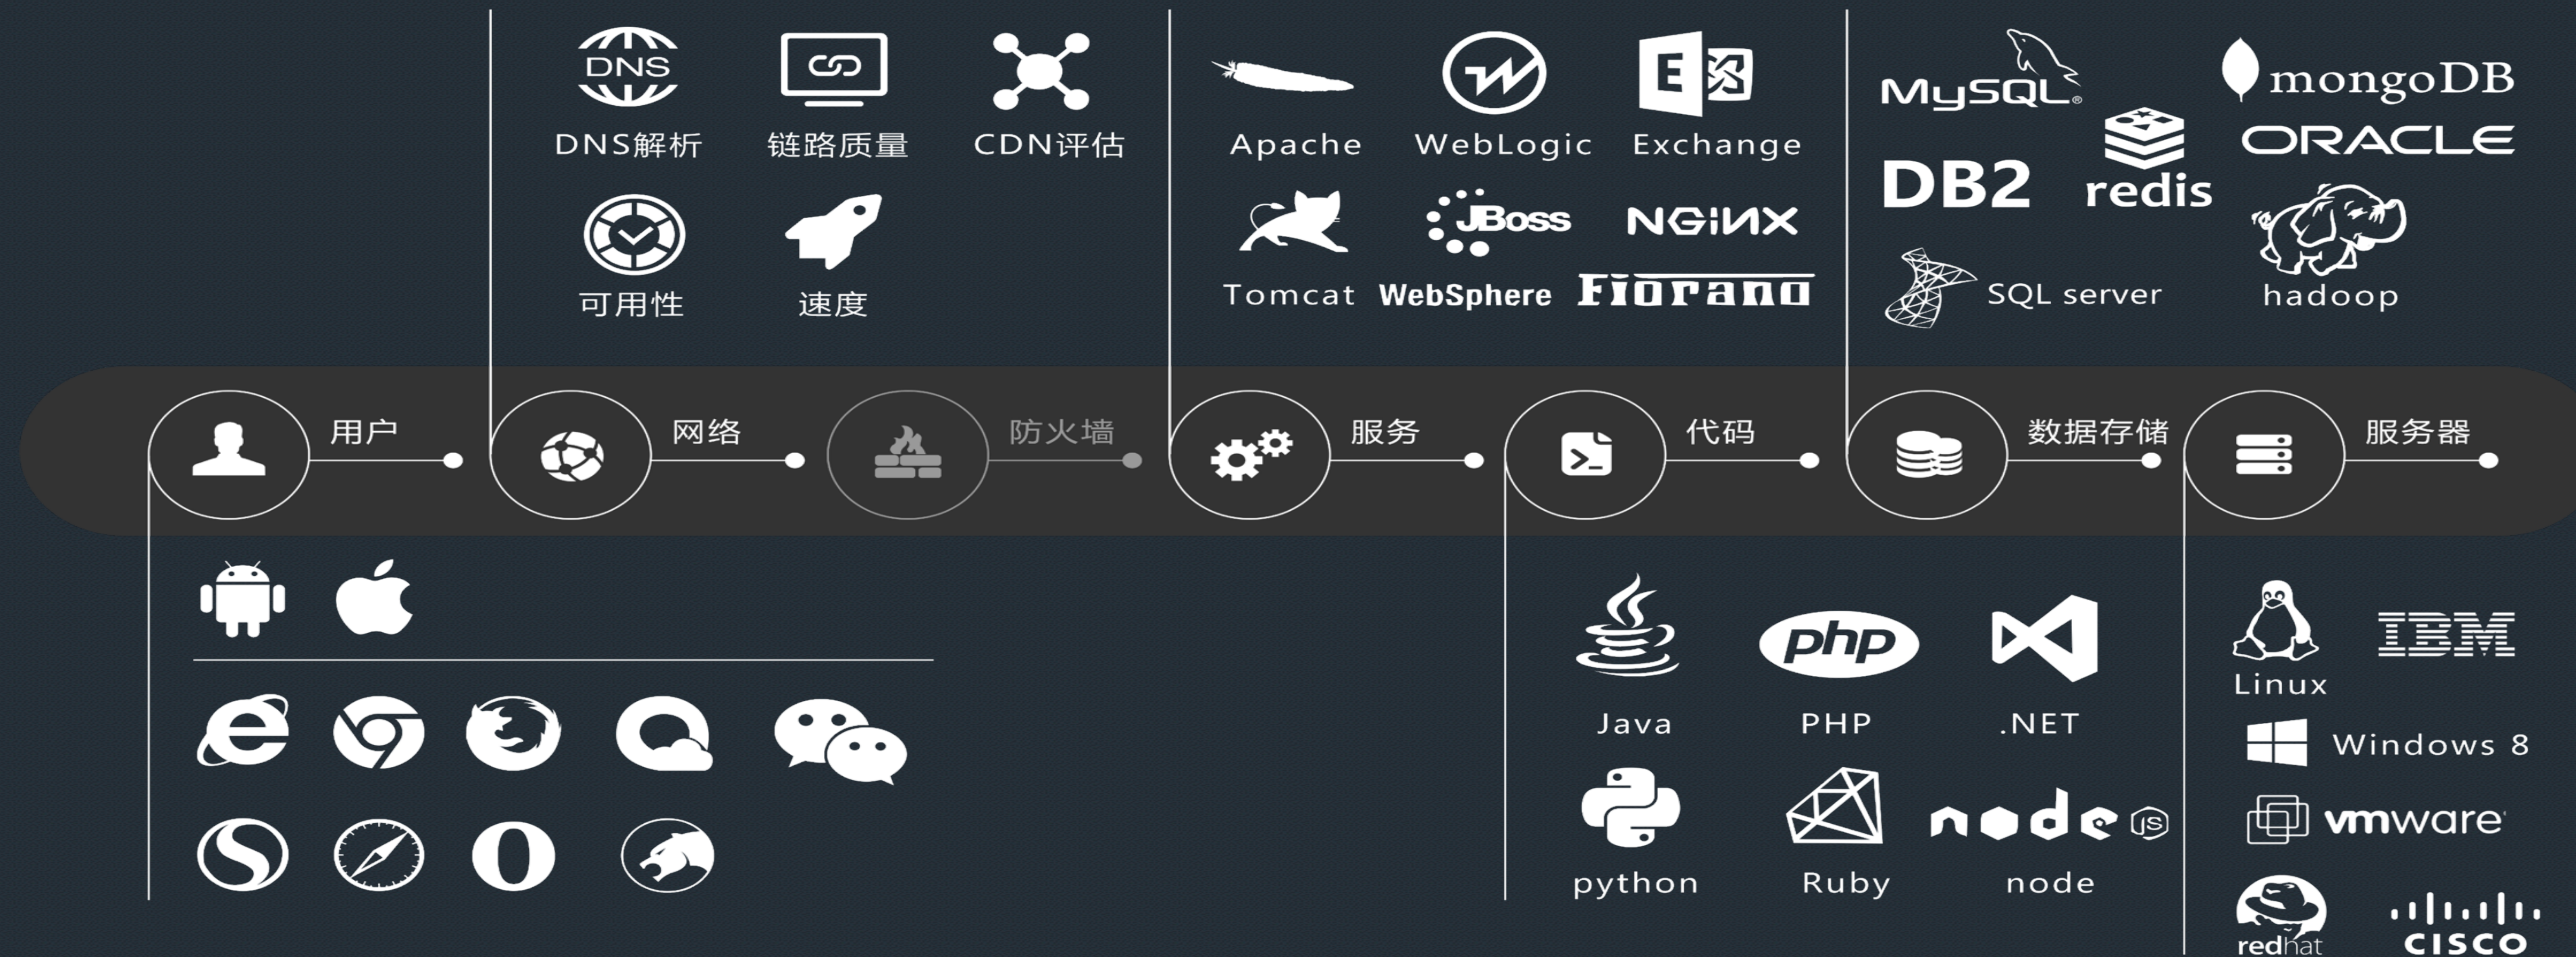 DNS
DNS解析
链路质量
CDN评估
可用性
速度
Apache
WebLogic
E
Exchange
Tomcat
JBoss
WebSphere
NGiNX
Fiorano
MySQL®
mongoDB
redis
ORACLE
DB2
SQL server
hadoop
用户
网络
防火墙
服务
代码
数据存储
服务器
Java
php
PHP
.NET
python
Ruby
node JS
node
Linux
IBM
Windows 8
vmware
redhat
CISCO